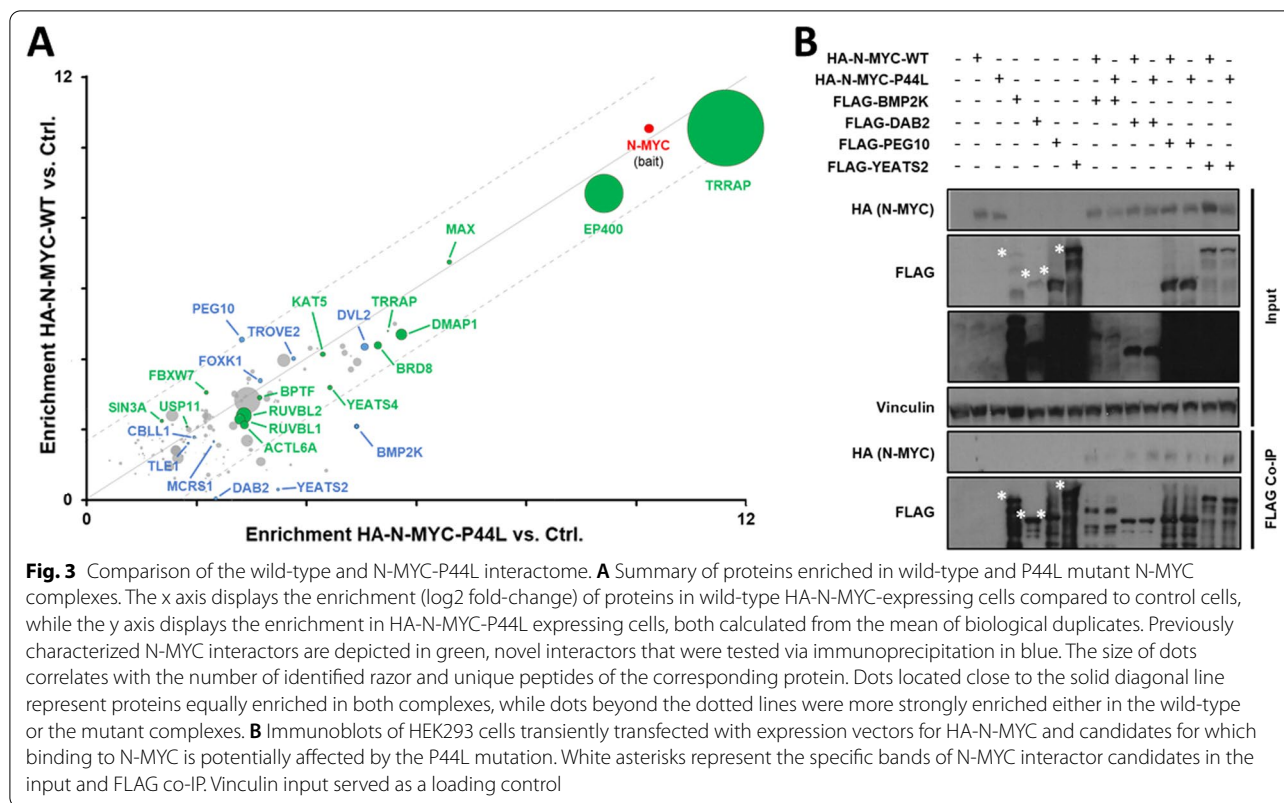 A
12
Enrichment HA-N-MYC-WT vs. Ctrl.
N-MYC
(bait)
TRRAP
EP400
MAX
PEG10
KAT5
TRRAP
TROVE2
DVL2
DMAP1
FOXK1
BRD8
FBXW7
BPTF
YEATS4
SIN3A
USP11
RUVBL2
CBLL1
RUVBL1
BMP2K
TLE1
ACTL6A
MCRS1
DAB2
YEATS2
0
0
12
Enrichment HA-N-MYC-P44L vs. Ctrl.
B
HA-N-MYC-WT - + - - - - - + - + - + - + -
HA-N-MYC-P44L - - + - - - - - + - + - + - +
FLAG-BMP2K - - - + - - - + + - - - - - -
FLAG-DAB2 - - - - + - - - - + + - - - -
FLAG-PEG10 - - - - - + - - - - - + + - -
FLAG-YEATS2 - - - - - - + - - - - - - + +
HA (N-MYC)
FLAG
* * * *
Vinculin
Input
HA (N-MYC)
FLAG
* * * *
FLAG Co-IP
Fig. 3 Comparison of the wild-type and N-MYC-P44L interactome. A Summary of proteins enriched in wild-type and P44L mutant N-MYC
complexes. The x axis displays the enrichment (log2 fold-change) of proteins in wild-type HA-N-MYC-expressing cells compared to control cells,
while the y axis displays the enrichment in HA-N-MYC-P44L expressing cells, both calculated from the mean of biological duplicates. Previously
characterized N-MYC interactors are depicted in green, novel interactors that were tested via immunoprecipitation in blue. The size of dots
correlates with the number of identified razor and unique peptides of the corresponding protein. Dots located close to the solid diagonal line
represent proteins equally enriched in both complexes, while dots beyond the dotted lines were more strongly enriched either in the wild-type
or the mutant complexes. B Immunoblots of HEK293 cells transiently transfected with expression vectors for HA-N-MYC and candidates for which
binding to N-MYC is potentially affected by the P44L mutation. White asterisks represent the specific bands of N-MYC interactor candidates in the
input and FLAG co-IP. Vinculin input served as a loading control